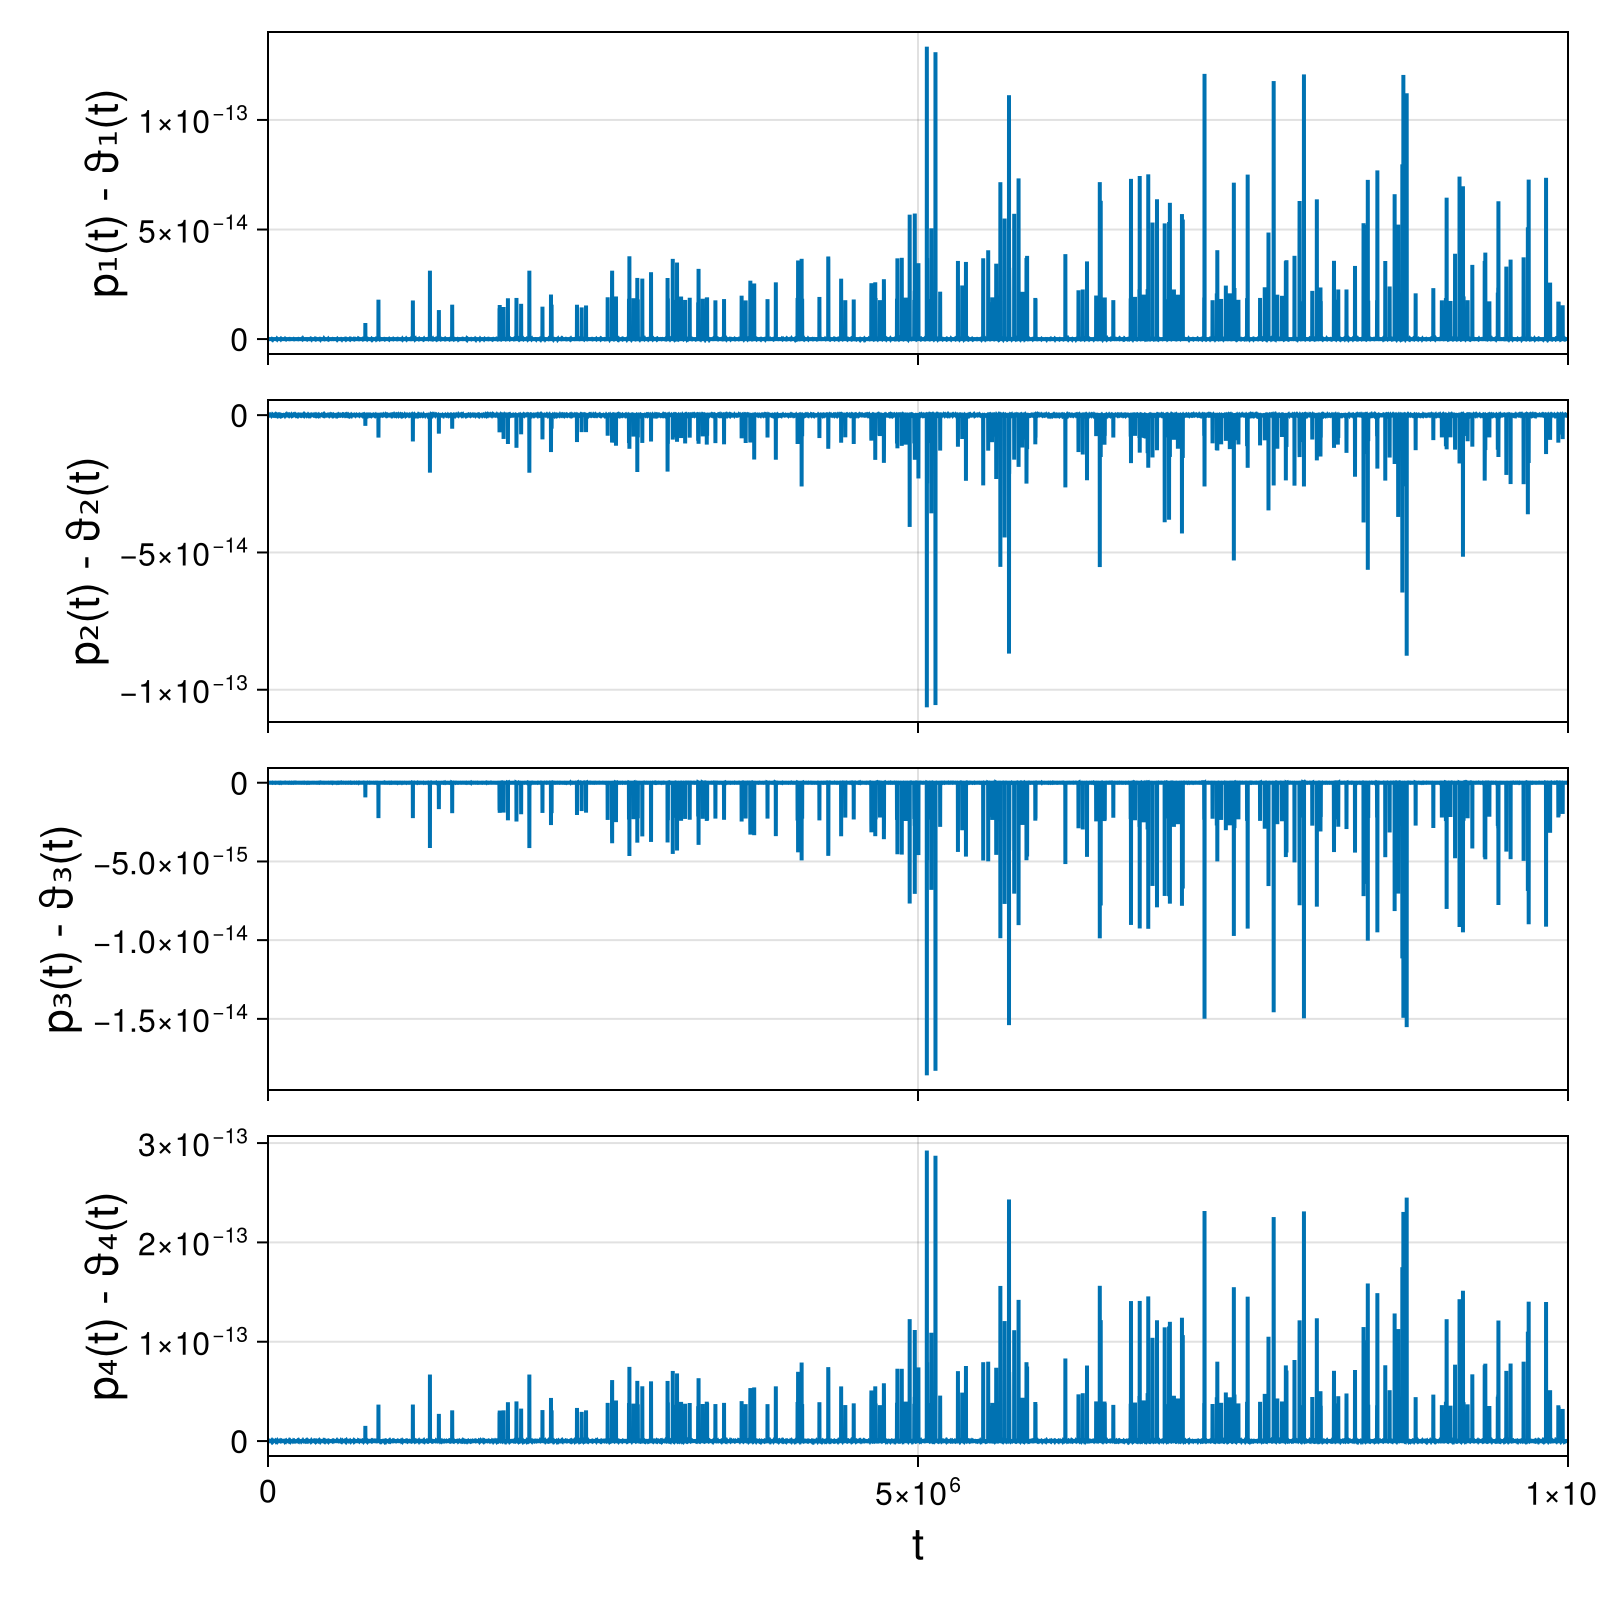 p₁(t) - ϑ₁(t)
1×10⁻¹³
5×10⁻¹⁴
0
p₂(t) - ϑ₂(t)
0
−5×10⁻¹⁴
−1×10⁻¹³
p₃(t) - ϑ₃(t)
0
−5.0×10⁻¹⁵
−1.0×10⁻¹⁴
−1.5×10⁻¹⁴
p₄(t) - ϑ₄(t)
3×10⁻¹³
2×10⁻¹³
1×10⁻¹³
0
0 5×10⁶ 1×10
t